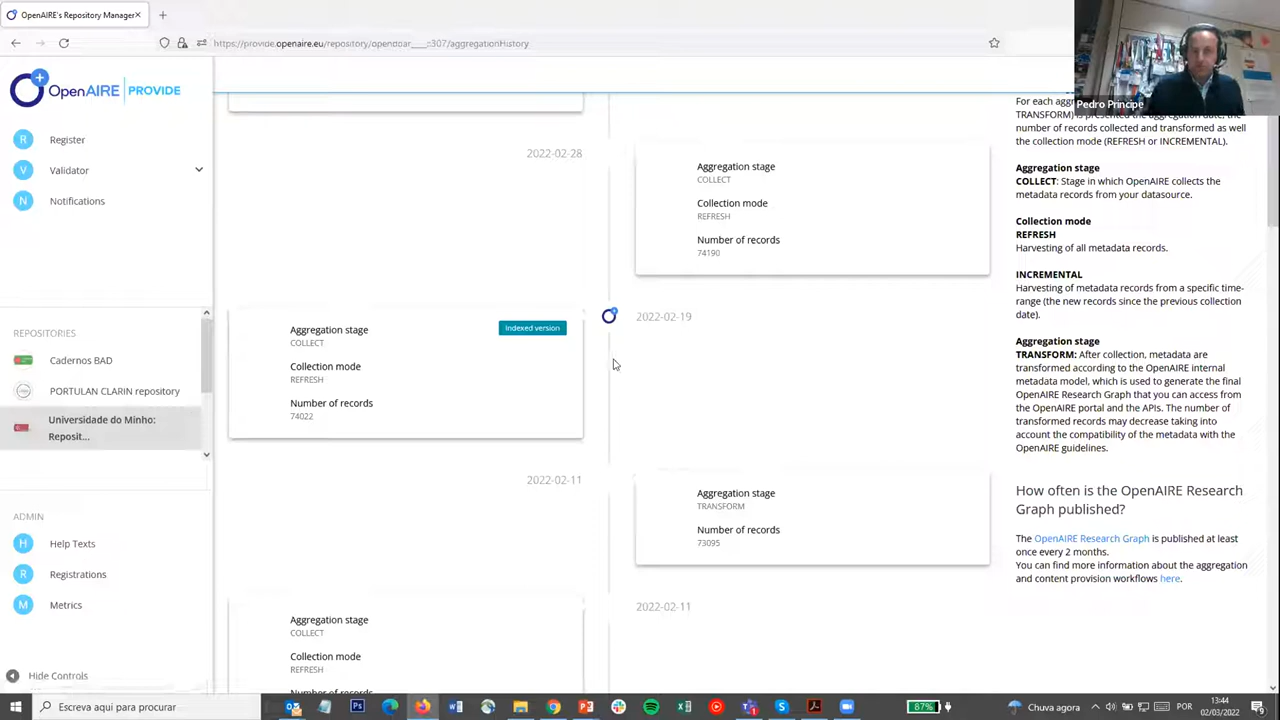 OpenAIRE's Repository Manager
https://provide.openaire.eu/repository/opendoar____::307/aggregationHistory
Pedro Príncipe
OpenAIRE | PROVIDE
R Register
V Validator
N Notifications
REPOSITORIES
Cadernos BAD
PORTULAN CLARIN repository
Universidade do Minho:
Reposit...
ADMIN
H Help Texts
R Registrations
M Metrics
Hide Controls
2022-02-28
Aggregation stage
COLLECT
Collection mode
REFRESH
Number of records
74190
2022-02-19
Aggregation stage
Indexed version
COLLECT
Collection mode
REFRESH
Number of records
74022
2022-02-11
Aggregation stage
TRANSFORM
Number of records
73095
2022-02-11
Aggregation stage
COLLECT
Collection mode
REFRESH
Number of records
For each aggr
TRANSFORM) is presented the aggregation date, the
number of records collected and transformed as well
the collection mode (REFRESH or INCREMENTAL).
Aggregation stage
COLLECT: Stage in which OpenAIRE collects the
metadata records from your datasource.
Collection mode
REFRESH
Harvesting of all metadata records.
INCREMENTAL
Harvesting of metadata records from a specific time-
range (the new records since the previous collection
date).
Aggregation stage
TRANSFORM: After collection, metadata are
transformed according to the OpenAIRE internal
metadata model, which is used to generate the final
OpenAIRE Research Graph that you can access from
the OpenAIRE portal and the APIs. The number of
transformed records may decrease taking into
account the compatibility of the metadata with the
OpenAIRE guidelines.
How often is the OpenAIRE Research
Graph published?
The OpenAIRE Research Graph is published at least
once every 2 months.
You can find more information about the aggregation
and content provision workflows here.
Escreve aqui para procurar
87%
Chuva agora
POR
13:44
02/03/2022